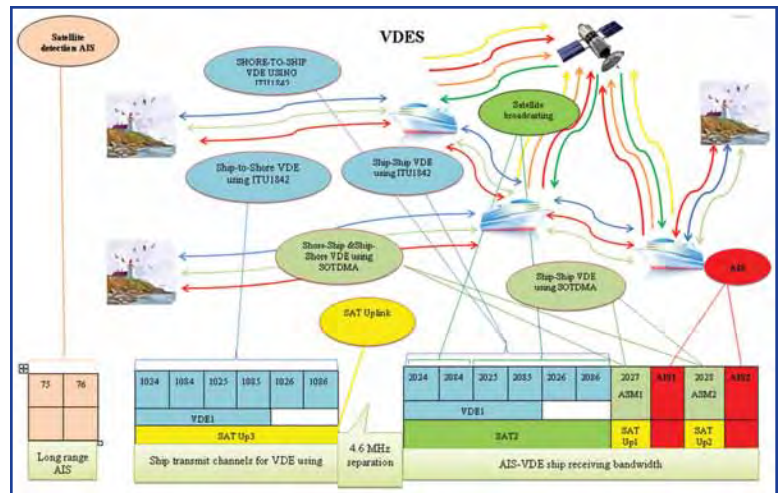 Satellite
detection AIS
VDES
SHORE-TO-SHIP
VDE USING
ITU1842
Satellite
broadcasting
Ship-to-Shore VDE
using ITU1842
Ship-Ship VDE
using ITU1842
Shore-Ship &Ship-
Shore VDE using
SOTDMA
Ship-Ship VDE
using SOTDMA
AIS
SAT Uplink
75 76
1024 1084 1025 1085 1026 1086
VDE1
SAT Up3
2024 2084 2025 2085 2026 2086 2027 AIS1 2028 AIS2
ASM1 ASM2
VDE1
SAT2
SAT
Up1
SAT
Up2
Long range
AIS
Ship transmit channels for VDE using
4.6 MHz
separation
AIS-VDE ship receiving bandwidth